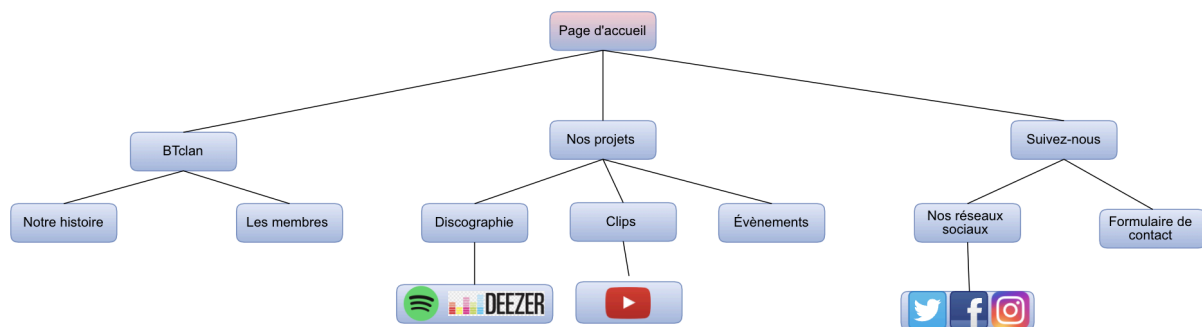 Page d'accueil
BTclan
Nos projets
Suivez-nous
Notre histoire
Les membres
Discographie
Clips
Évènements
Nos réseaux
sociaux
Formulaire de
contact
DEEZER